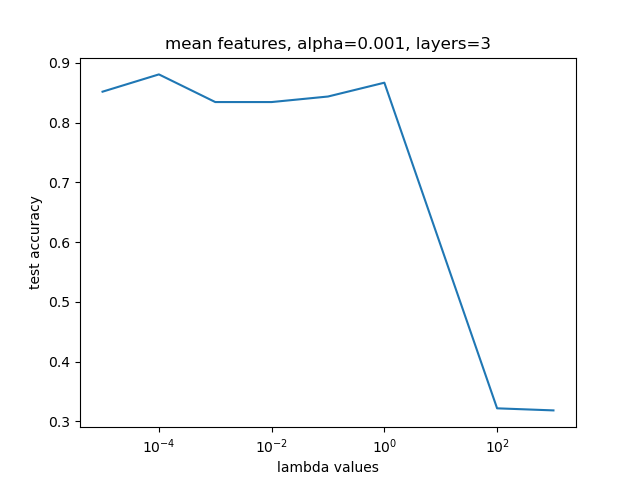 mean features, alpha=0.001, layers=3
0.9
0.8
0.7
0.6
0.5
0.4
0.3
test accuracy
10⁻⁴ 10⁻² 10⁰ 10²
lambda values